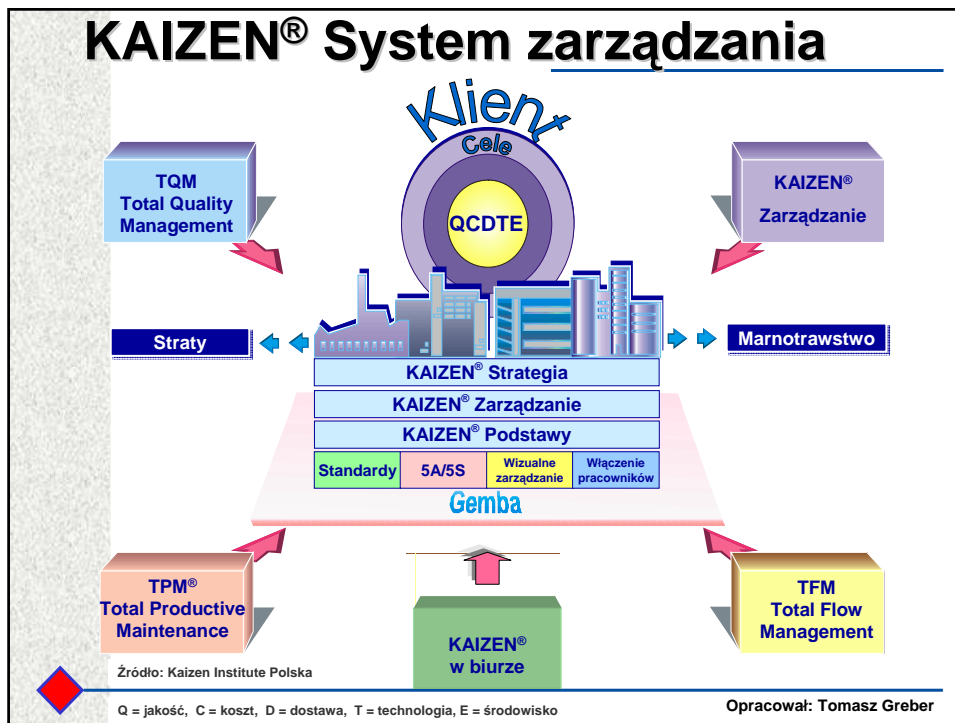 KAIZEN® System zarządzania
Klient
Cele
QCDTE
TQM
Total Quality
Management
KAIZEN®
Zarządzanie
Straty
Marnotrawstwo
KAIZEN® Strategia
KAIZEN® Zarządzanie
KAIZEN® Podstawy
Standardy
5A/5S
Wizualne
zarządzanie
Włączenie
pracowników
Gemba
TPM®
Total Productive
Maintenance
KAIZEN®
w biurze
TFM
Total Flow
Management
Źródło: Kaizen Institute Polska
Q = jakość, C = koszt, D = dostawa, T = technologia, E = środowisko
Opracował: Tomasz Greber